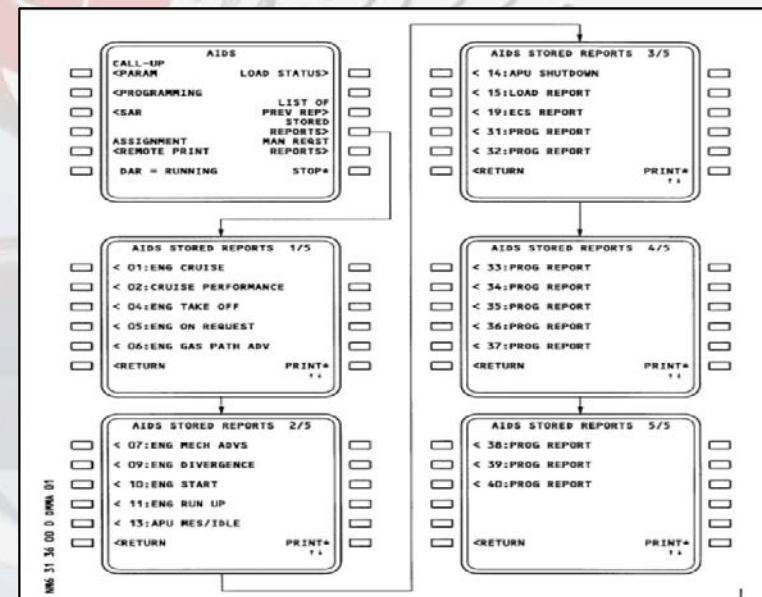 AIDS
CALL-UP
<PARAM LOAD STATUS>
<PROGRAMMING
LIST OF
<SAR PREV REP>
STORED
REPORTS>
ASSIGNMENT MAN REQST
<REMOTE PRINT REPORTS>
DAR = RUNNING STOP*
AIDS STORED REPORTS 1/5
< 01:ENG CRUISE
< 02:CRUISE PERFORMANCE
< 04:ENG TAKE OFF
< 05:ENG ON REQUEST
< 06:ENG GAS PATH ADV
<RETURN PRINT*
↑↓
AIDS STORED REPORTS 2/5
< 07:ENG MECH ADVS
< 09:ENG DIVERGENCE
< 10:ENG START
< 11:ENG RUN UP
< 13:APU MES/IDLE
<RETURN PRINT*
↑↓
AIDS STORED REPORTS 3/5
< 14:APU SHUTDOWN
< 15:LOAD REPORT
< 19:ECS REPORT
< 31:PROG REPORT
< 32:PROG REPORT
<RETURN PRINT*
↑↓
AIDS STORED REPORTS 4/5
< 33:PROG REPORT
< 34:PROG REPORT
< 35:PROG REPORT
< 36:PROG REPORT
< 37:PROG REPORT
<RETURN PRINT*
↑↓
AIDS STORED REPORTS 5/5
< 38:PROG REPORT
< 39:PROG REPORT
< 40:PROG REPORT
<RETURN PRINT*
↑↓
31 36 00 D 01